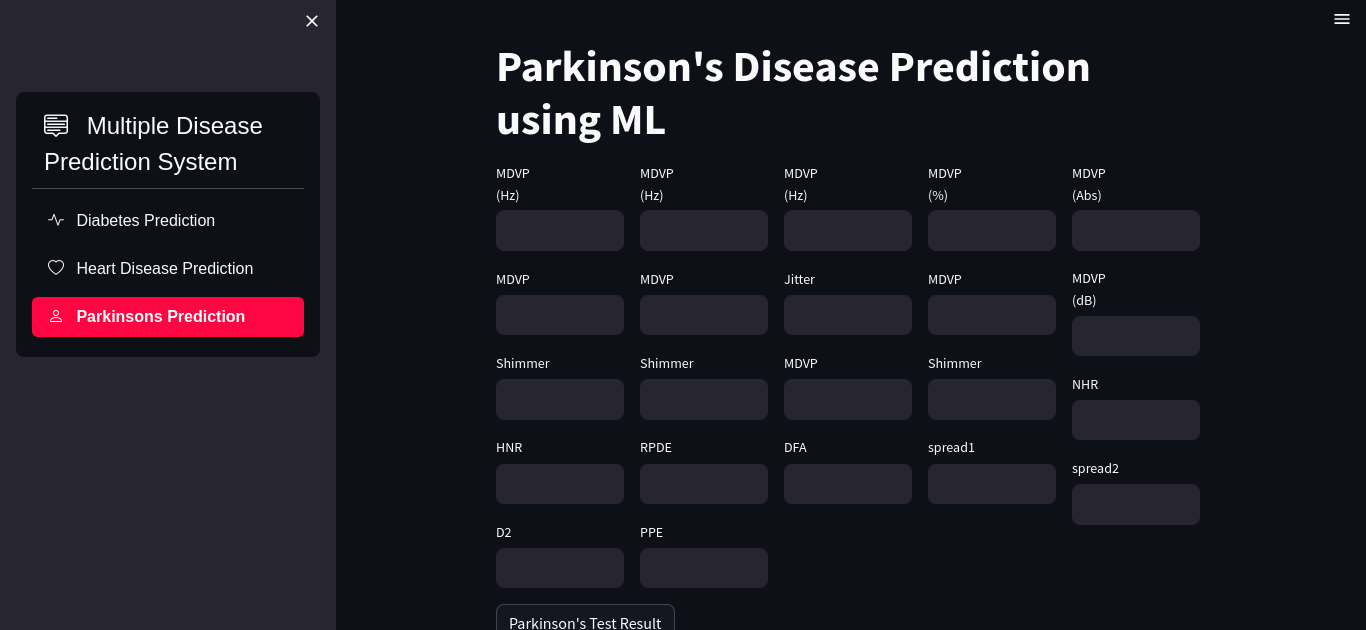 Multiple Disease
Prediction System
Diabetes Prediction
Heart Disease Prediction
Parkinsons Prediction
Parkinson's Disease Prediction
using ML
MDVP
(Hz)
MDVP
(Hz)
MDVP
(Hz)
MDVP
(%)
MDVP
(Abs)
MDVP
MDVP
Jitter
MDVP
MDVP
(dB)
Shimmer
Shimmer
MDVP
Shimmer
NHR
HNR
RPDE
DFA
spread1
spread2
D2
PPE
Parkinson's Test Result